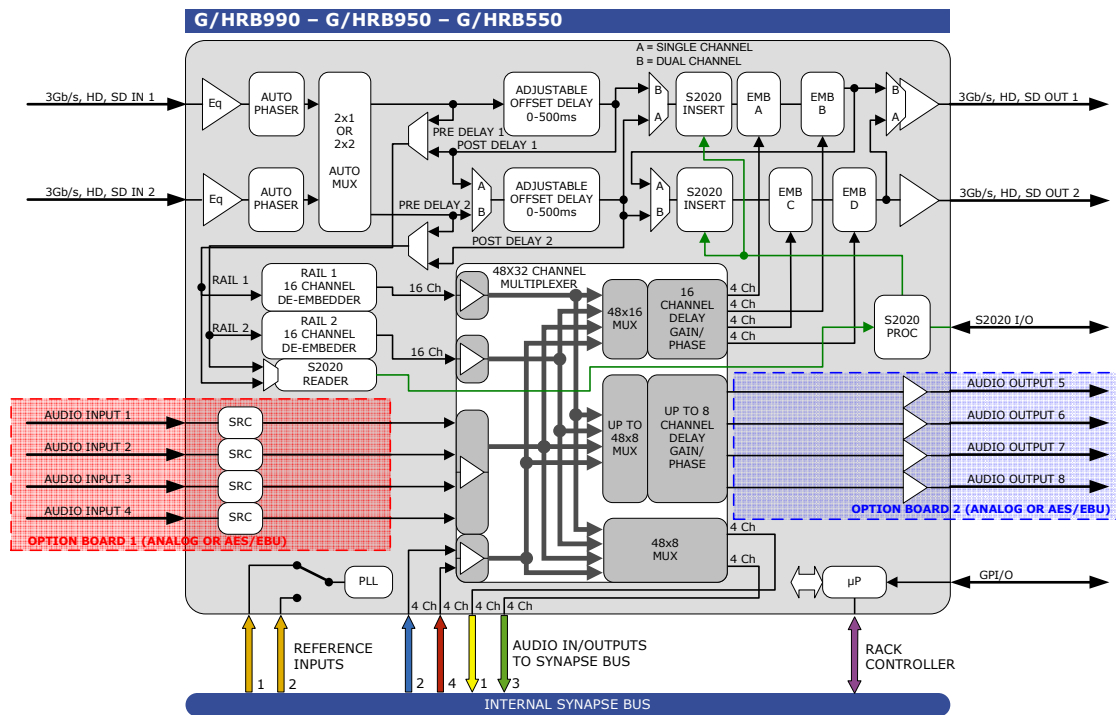 G/HRB990 – G/HRB950 – G/HRB550
A = SINGLE CHANNEL
B = DUAL CHANNEL
3Gb/s, HD, SD IN 1
Eq
AUTO
PHASER
2x1
OR
2x2
AUTO
MUX
ADJUSTABLE
OFFSET DELAY
0-500ms
B
A
S2020
INSERT
EMB
A
EMB
B
B
A
3Gb/s, HD, SD OUT 1
PRE DELAY 1
POST DELAY 1
3Gb/s, HD, SD IN 2
Eq
AUTO
PHASER
A
B
ADJUSTABLE
OFFSET DELAY
0-500ms
A
B
S2020
INSERT
EMB
C
EMB
D
3Gb/s, HD, SD OUT 2
PRE DELAY 2
POST DELAY 2
RAIL 1
RAIL 1
16 CHANNEL
DE-EMBEDDER
16 Ch
48X32 CHANNEL
MULTIPLEXER
48x16
MUX
16
CHANNEL
DELAY
GAIN/
PHASE
4 Ch
4 Ch
4 Ch
4 Ch
RAIL 2
RAIL 2
16 CHANNEL
DE-EMBEDER
16 Ch
S2020
READER
S2020
PROC
S2020 I/O
AUDIO INPUT 1
SRC
AUDIO INPUT 2
SRC
AUDIO INPUT 3
SRC
AUDIO INPUT 4
SRC
OPTION BOARD 1 (ANALOG OR AES/EBU)
UP TO
48x8
MUX
UP TO 8
CHANNEL
DELAY
GAIN/
PHASE
AUDIO OUTPUT 5
AUDIO OUTPUT 6
AUDIO OUTPUT 7
AUDIO OUTPUT 8
OPTION BOARD 2 (ANALOG OR AES/EBU)
48x8
MUX
4 Ch
4 Ch
PLL
µP
GPI/O
4 Ch
4 Ch
4 Ch
4 Ch
REFERENCE
INPUTS
AUDIO IN/OUTPUTS
TO SYNAPSE BUS
RACK
CONTROLLER
1
2
2
4
1
3
INTERNAL SYNAPSE BUS